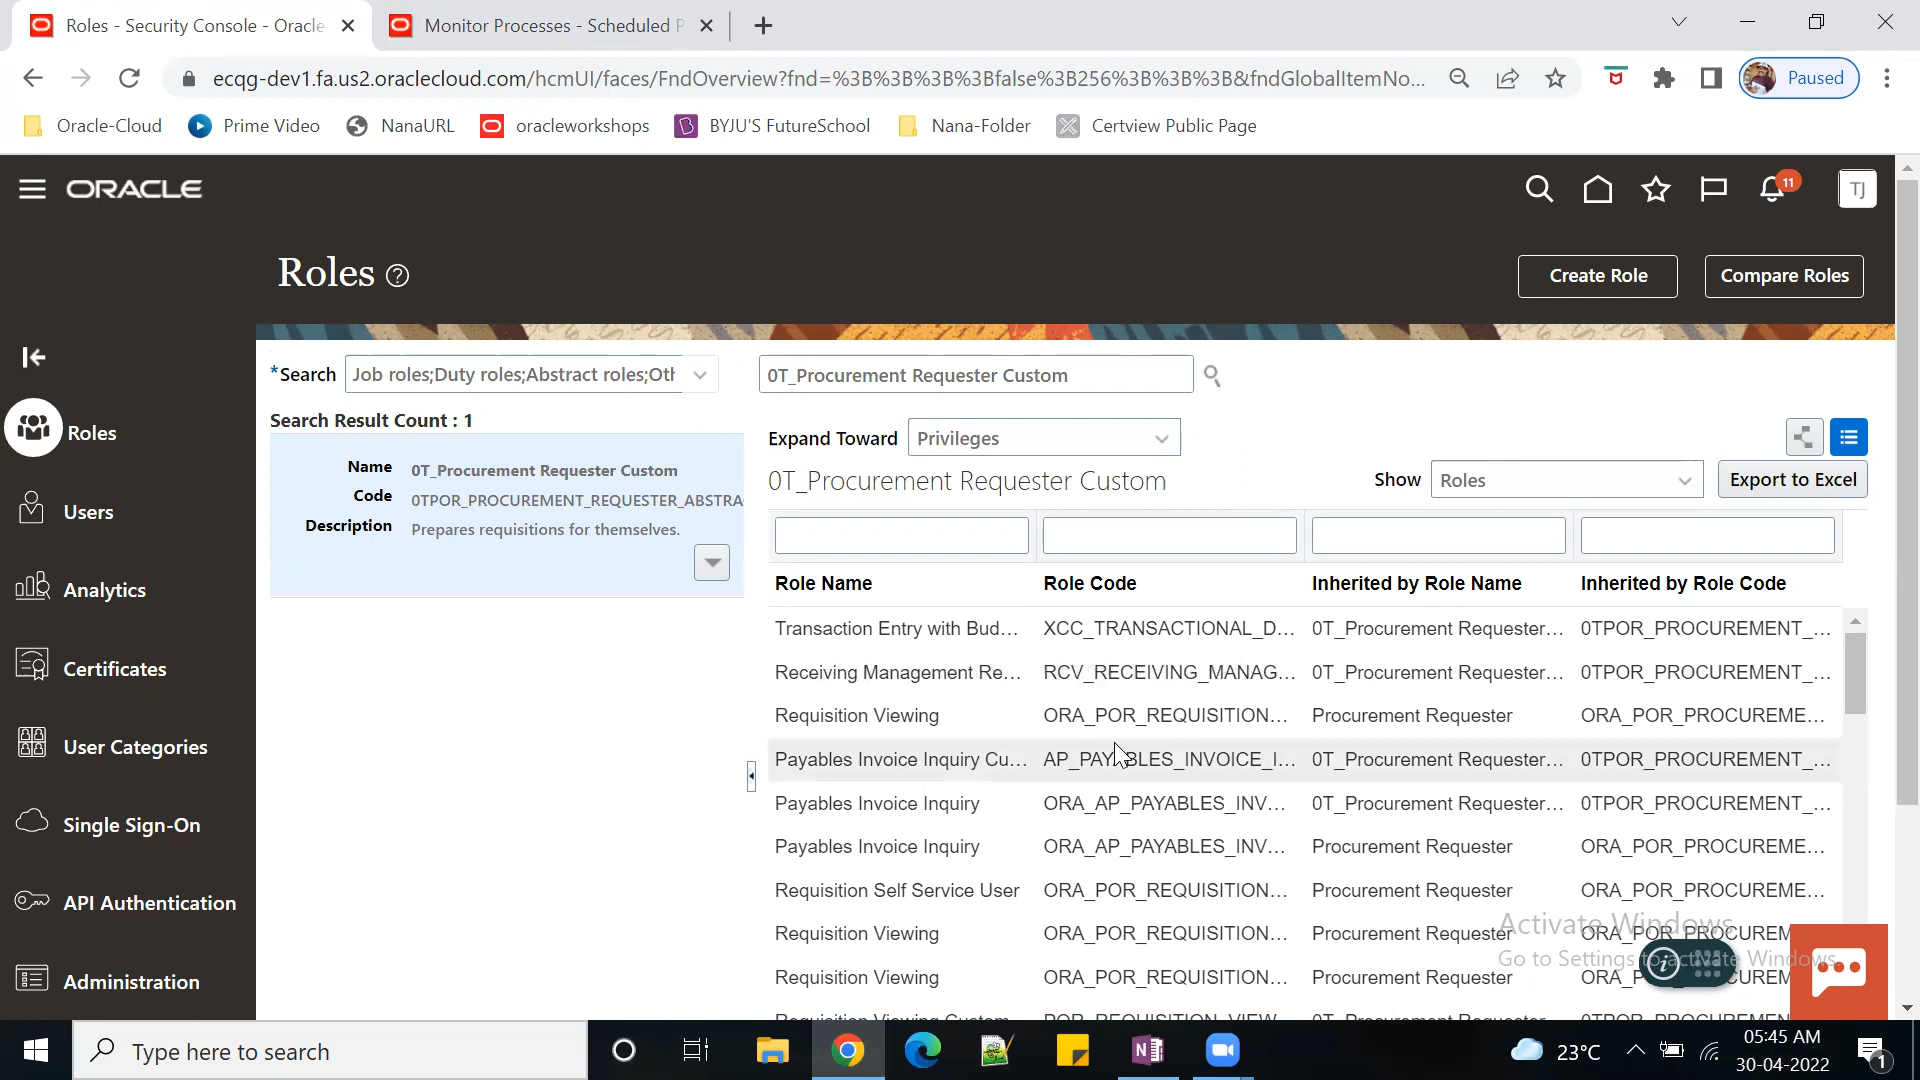 Roles - Security Console - Oracle
Monitor Processes - Scheduled P
ecqg-dev1.fa.us2.oraclecloud.com/hcmUI/faces/FndOverview?fnd=%3B%3B%3B%3Bfalse%3B256%3B%3B%3B&fndGlobalItemNo...
Paused
Oracle-Cloud
Prime Video
NanaURL
oracleworkshops
BYJU'S FutureSchool
Nana-Folder
Certview Public Page
ORACLE
11
TJ
Roles
Create Role
Compare Roles
*Search
Job roles;Duty roles;Abstract roles;Oth
0T_Procurement Requester Custom
Search Result Count : 1
Name 0T_Procurement Requester Custom
Code 0TPOR_PROCUREMENT_REQUESTER_ABSTRA
Description Prepares requisitions for themselves.
Roles
Users
Analytics
Certificates
User Categories
Single Sign-On
API Authentication
Administration
Expand Toward Privileges
0T_Procurement Requester Custom
Show Roles
Export to Excel
Role Name Role Code Inherited by Role Name Inherited by Role Code
Transaction Entry with Bud... XCC_TRANSACTIONAL_D... 0T_Procurement Requester... 0TPOR_PROCUREMENT_...
Receiving Management Re... RCV_RECEIVING_MANAG... 0T_Procurement Requester... 0TPOR_PROCUREMENT_...
Requisition Viewing ORA_POR_REQUISITION... Procurement Requester ORA_POR_PROCUREME...
Payables Invoice Inquiry Cu... AP_PAYABLES_INVOICE_I... 0T_Procurement Requester... 0TPOR_PROCUREMENT_...
Payables Invoice Inquiry ORA_AP_PAYABLES_INV... 0T_Procurement Requester... 0TPOR_PROCUREMENT_...
Payables Invoice Inquiry ORA_AP_PAYABLES_INV... Procurement Requester ORA_POR_PROCUREME...
Requisition Self Service User ORA_POR_REQUISITION... Procurement Requester ORA_POR_PROCUREME...
Requisition Viewing ORA_POR_REQUISITION... Procurement Requester ORA_POR_PROCUREM
Requisition Viewing ORA_POR_REQUISITION... Procurement Requester
Activate Windows
Go to Settings to activate Windows.
Type here to search
23°C
05:45 AM
30-04-2022
1